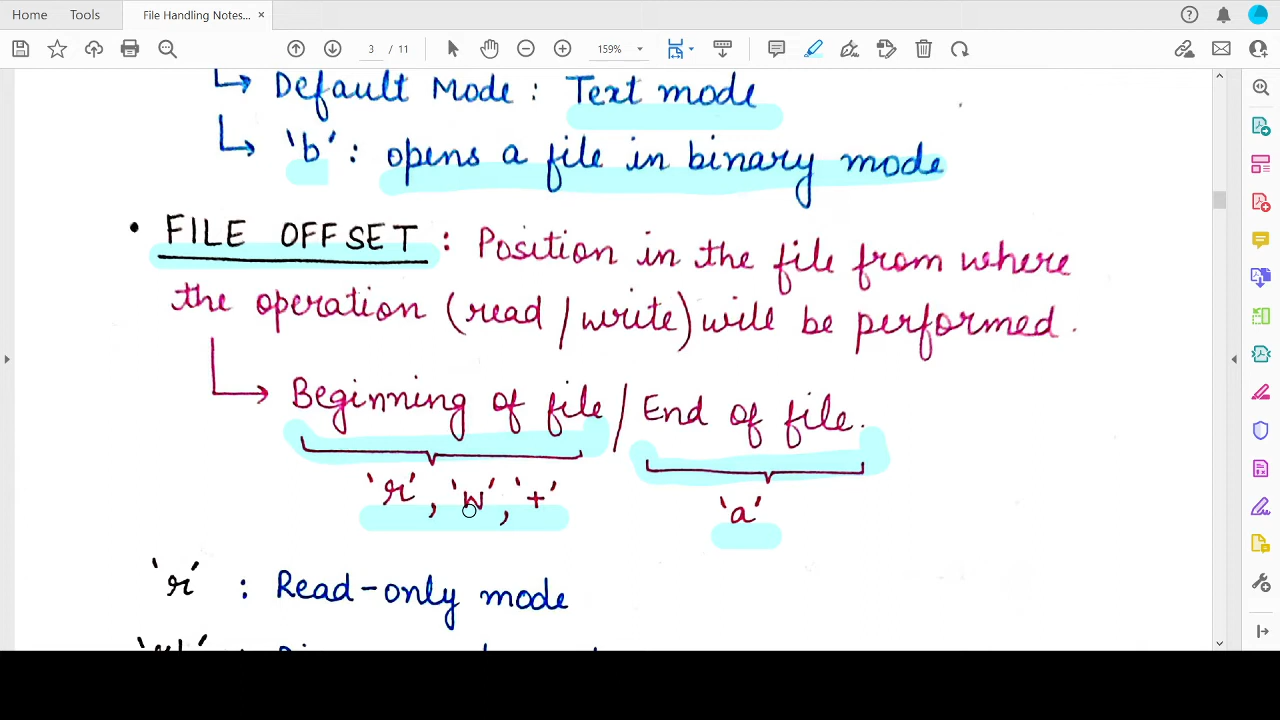 Home Tools File Handling Notes... ×
3 / 11 159%
↳ Default Mode : Text mode
↳ 'b' : opens a file in binary mode
• FILE OFFSET : Position in the file from where
the operation (read / write) will be performed.
↳ Beginning of file / End of file.
'r', 'w', '+' 'a'
'r' : Read-only mode